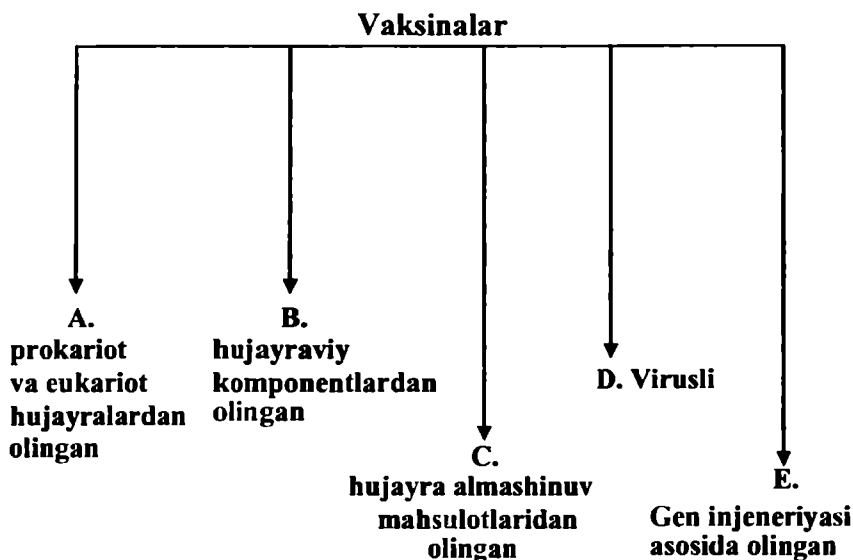 Vaksinalar
A.
prokariot
va eukariot
hujayralardan
olingan
B.
hujayraviy
komponentlardan
olingan
C.
hujayra almashinuv
mahsulotlaridan
olingan
D. Virusli
E.
Gen injeneriyasi
asosida olingan